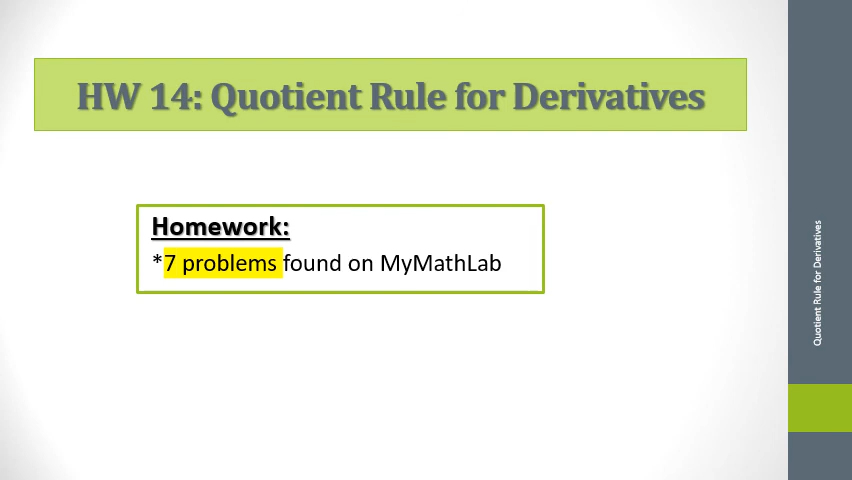 HW 14: Quotient Rule for Derivatives
Homework:
*7 problems found on MyMathLab
Quotient Rule for Derivatives